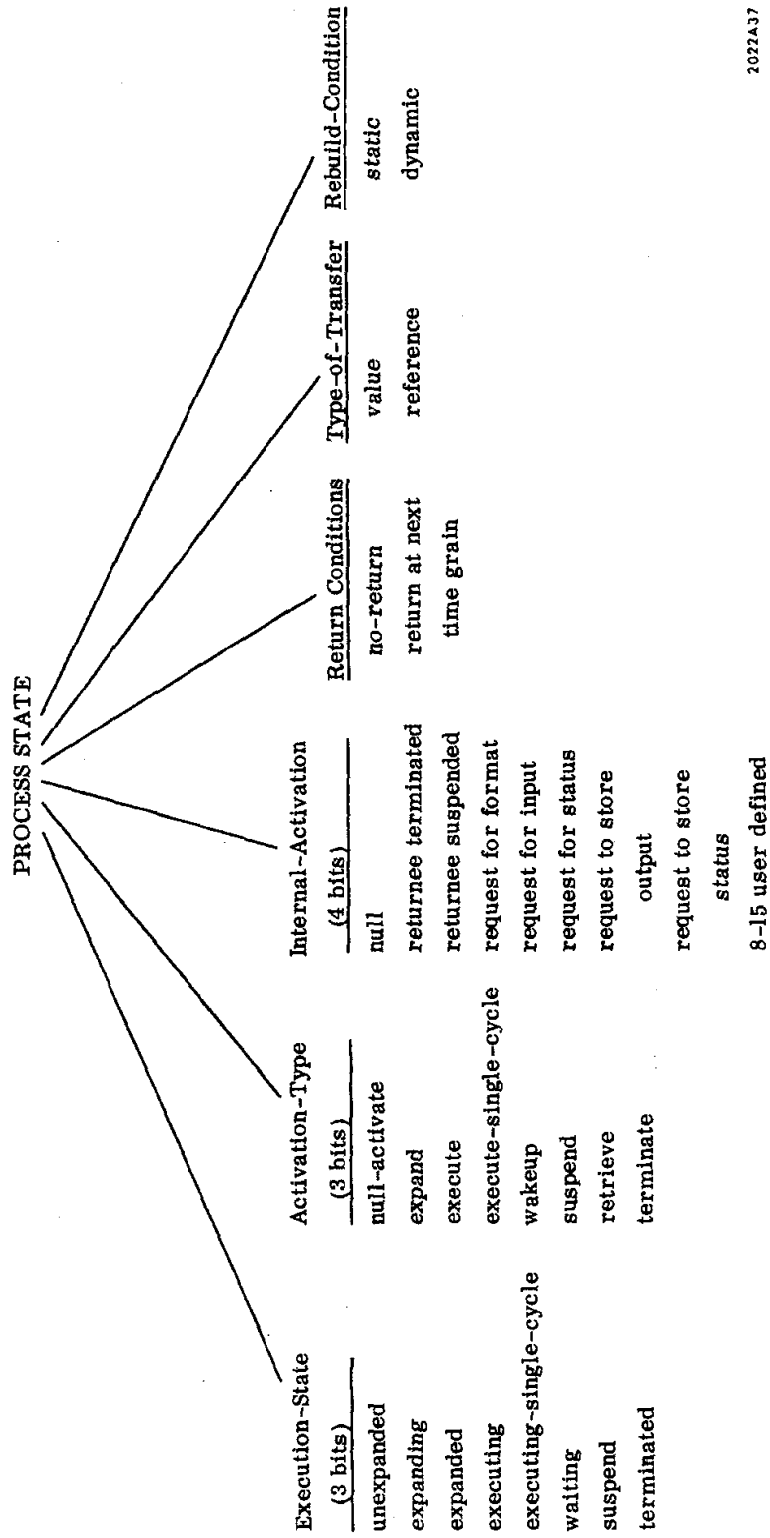 PROCESS STATE
Execution-State
(3 bits)
unexpanded
expanding
expanded
executing
executing-single-cycle
waiting
suspend
terminated
Activation-Type
(3 bits)
null-activate
expand
execute
execute-single-cycle
wakeup
suspend
retrieve
terminate
Internal-Activation
(4 bits)
null
returnee terminated
returnee suspended
request for format
request for input
request for status
request to store
output
request to store
status
8-15 user defined
Return Conditions
no-return
return at next
time grain
Type-of-Transfer
value
reference
Rebuild-Condition
static
dynamic
2022A37